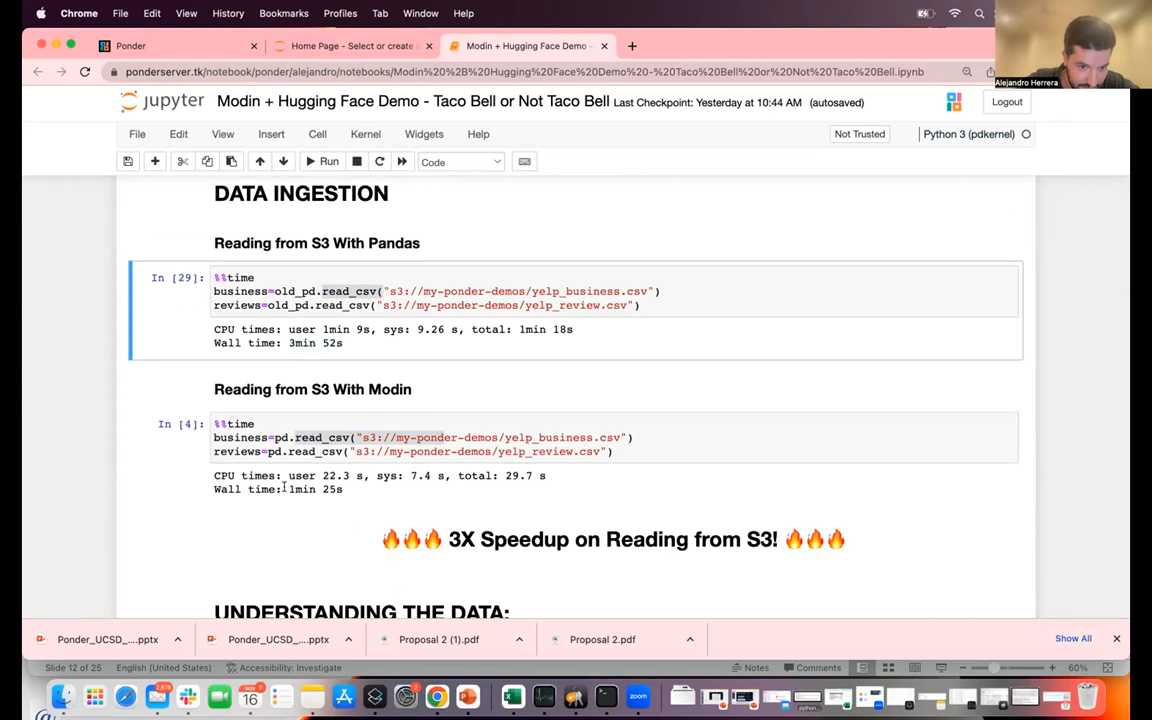 Chrome File Edit View History Bookmarks Profiles Tab Window Help
Ponder
Home Page - Select or create
Modin + Hugging Face Demo -
ponderserver.tk/notebook/ponder/alejandro/notebooks/Modin%20%2B%20Hugging%20Face%20Demo%20-%20Taco%20Bell%20or%20Not%20Taco%20Bell.ipynb
Alejandro Herrera
jupyter Modin + Hugging Face Demo - Taco Bell or Not Taco Bell Last Checkpoint: Yesterday at 10:44 AM (autosaved)
Logout
File Edit View Insert Cell Kernel Widgets Help
Not Trusted
Python 3 (pdkernel)
Run
Code
DATA INGESTION
Reading from S3 With Pandas
In [29]: %%time
business=old_pd.read_csv("s3://my-ponder-demos/yelp_business.csv")
reviews=old_pd.read_csv("s3://my-ponder-demos/yelp_review.csv")
CPU times: user 1min 9s, sys: 9.26 s, total: 1min 18s
Wall time: 3min 52s
Reading from S3 With Modin
In [4]: %%time
business=pd.read_csv("s3://my-ponder-demos/yelp_business.csv")
reviews=pd.read_csv("s3://my-ponder-demos/yelp_review.csv")
CPU times: user 22.3 s, sys: 7.4 s, total: 29.7 s
Wall time: 1min 25s
🔥🔥🔥 3X Speedup on Reading from S3! 🔥🔥🔥
UNDERSTANDING THE DATA:
Ponder_UCSD_....pptx
Ponder_UCSD_....pptx
Proposal 2 (1).pdf
Proposal 2.pdf
Show All
Slide 12 of 25 English (United States) Accessibility: Investigate
Notes Comments 60%
NOV
16